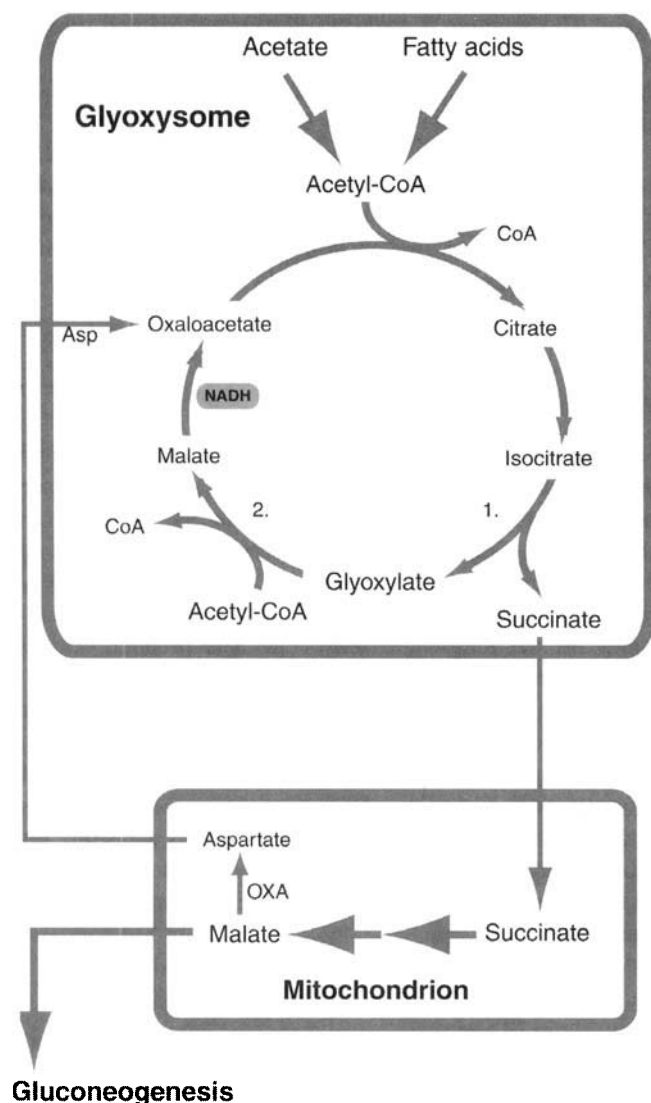 Acetate Fatty acids
Glyoxysome
Acetyl-CoA
CoA
Asp Oxaloacetate Citrate
NADH
Malate Isocitrate
CoA 2. 1.
Glyoxylate
Acetyl-CoA Succinate
Aspartate
OXA
Malate Succinate
Mitochondrion
Gluconeogenesis